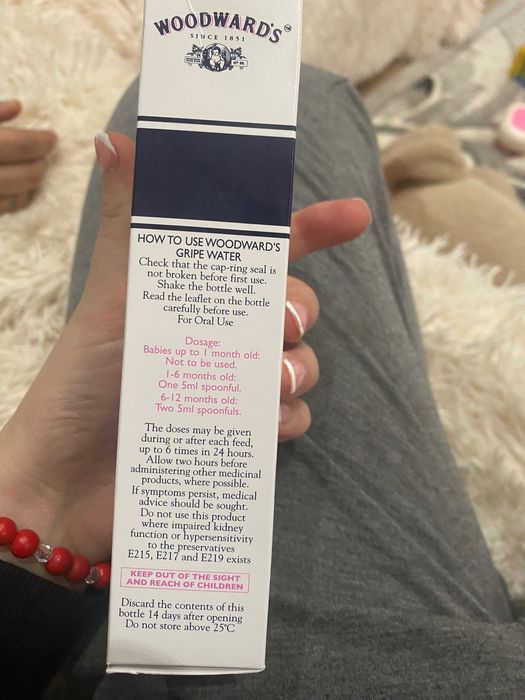 WOODWARD'S™
SINCE 1851
HOW TO USE WOODWARD'S
GRIPE WATER
Check that the cap-ring seal is
not broken before first use.
Shake the bottle well.
Read the leaflet on the bottle
carefully before use.
For Oral Use
Dosage:
Babies up to 1 month old:
Not to be used.
1-6 months old:
One 5ml spoonful.
6-12 months old:
Two 5ml spoonfuls.
The doses may be given
during or after each feed,
up to 6 times in 24 hours.
Allow two hours before
administering other medicinal
products, where possible.
If symptoms persist, medical
advice should be sought.
Do not use this product
where impaired kidney
function or hypersensitivity
to the preservatives
E215, E217 and E219 exists
KEEP OUT OF THE SIGHT
AND REACH OF CHILDREN
Discard the contents of this
bottle 14 days after opening
Do not store above 25°C